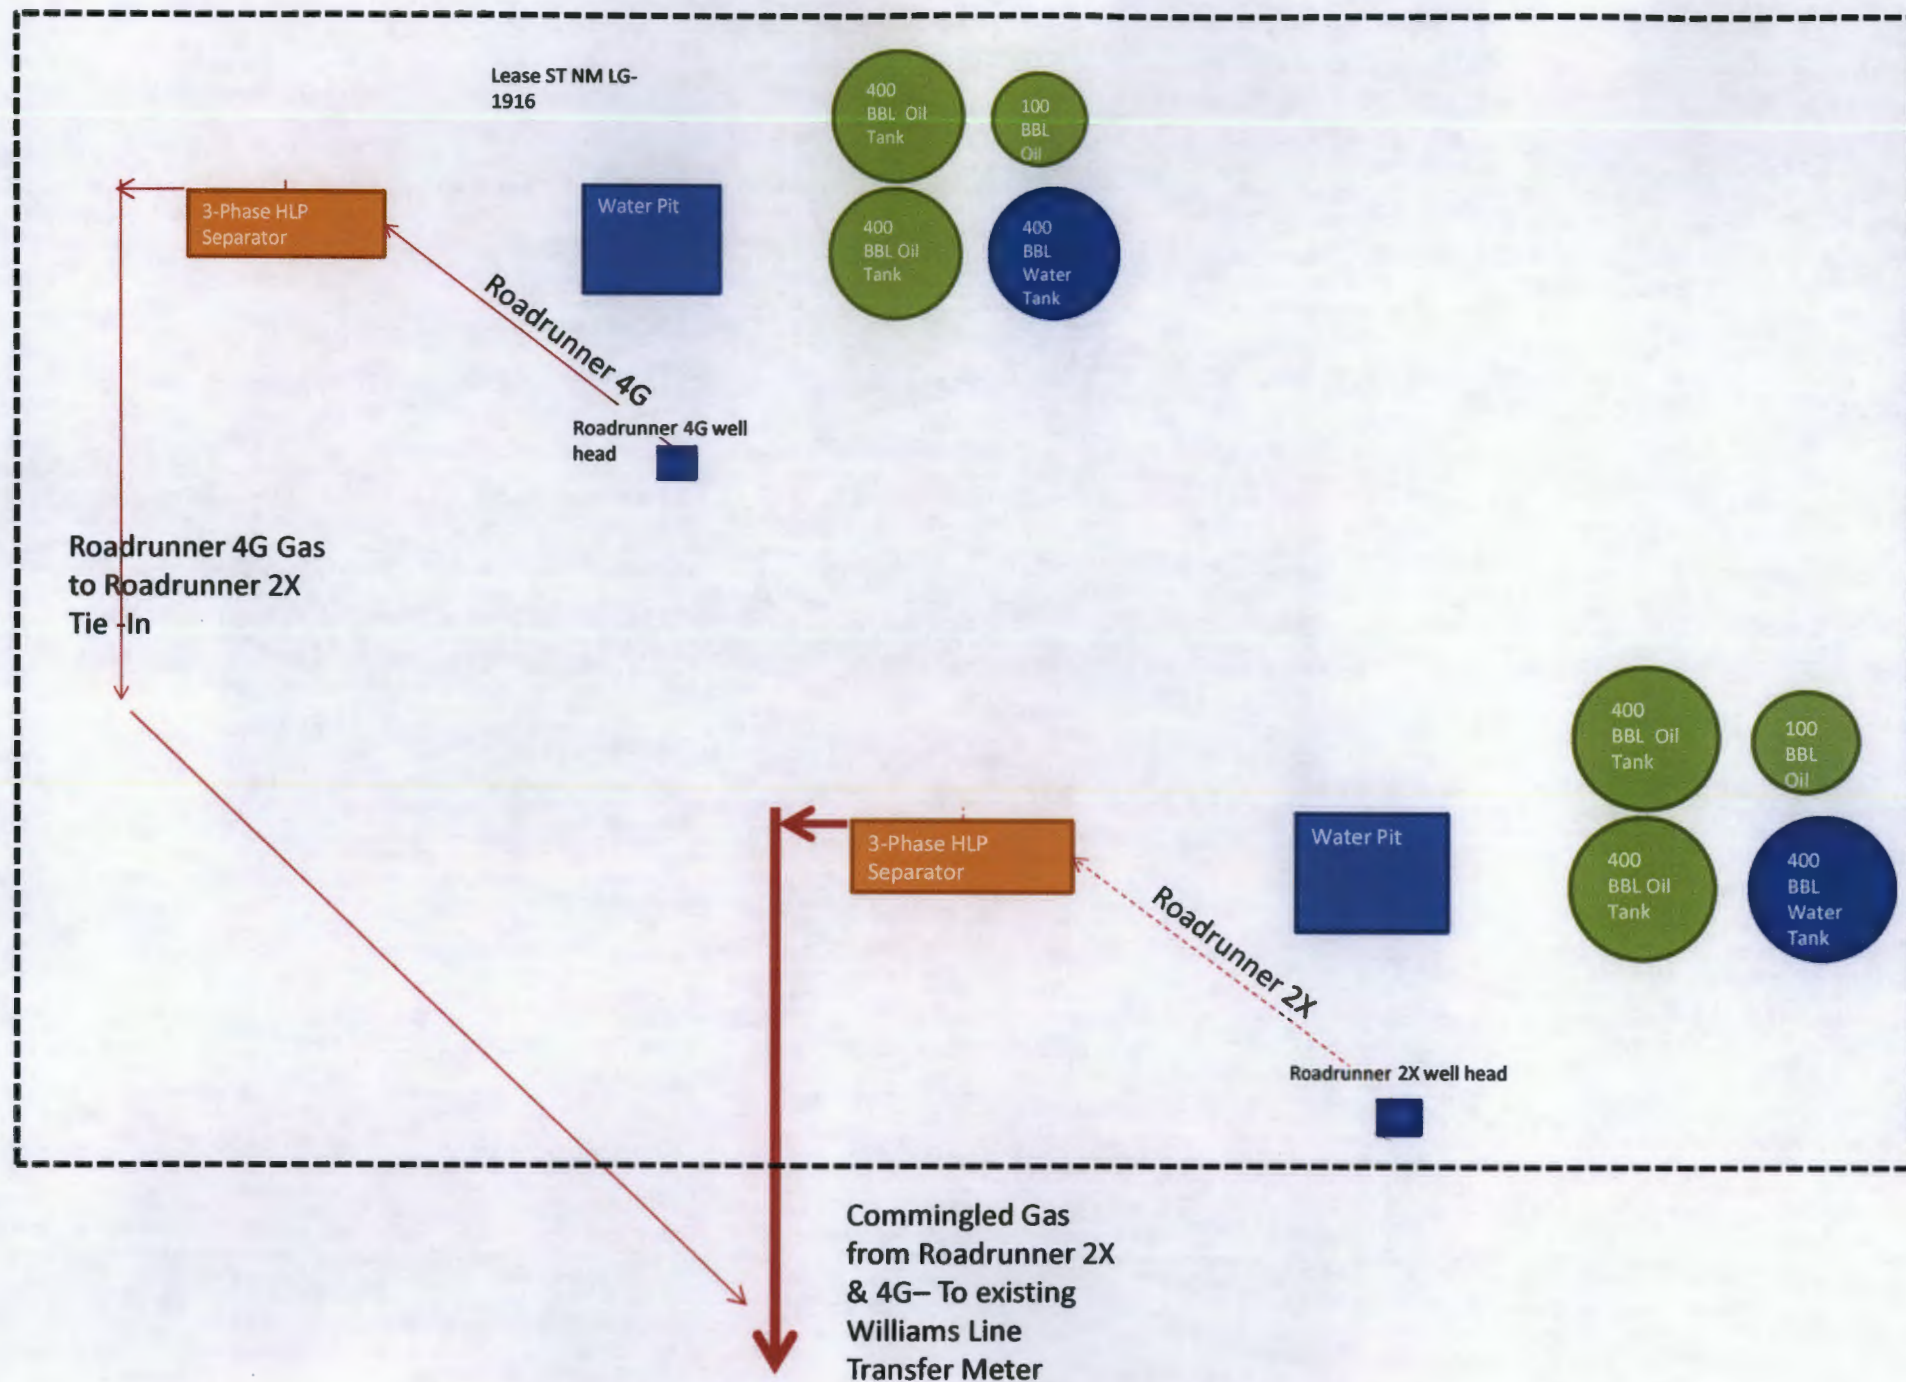 Lease ST NM LG-
1916
400
BBL Oil
Tank
100
BBL
Oil
3-Phase HLP
Separator
Water Pit
400
BBL Oil
Tank
400
BBL
Water
Tank
Roadrunner 4G
Roadrunner 4G well
head
Roadrunner 4G Gas
to Roadrunner 2X
Tie -In
400
BBL Oil
Tank
100
BBL
Oil
3-Phase HLP
Separator
Water Pit
400
BBL Oil
Tank
400
BBL
Water
Tank
Roadrunner 2X
Roadrunner 2X well head
Commingled Gas
from Roadrunner 2X
& 4G– To existing
Williams Line
Transfer Meter